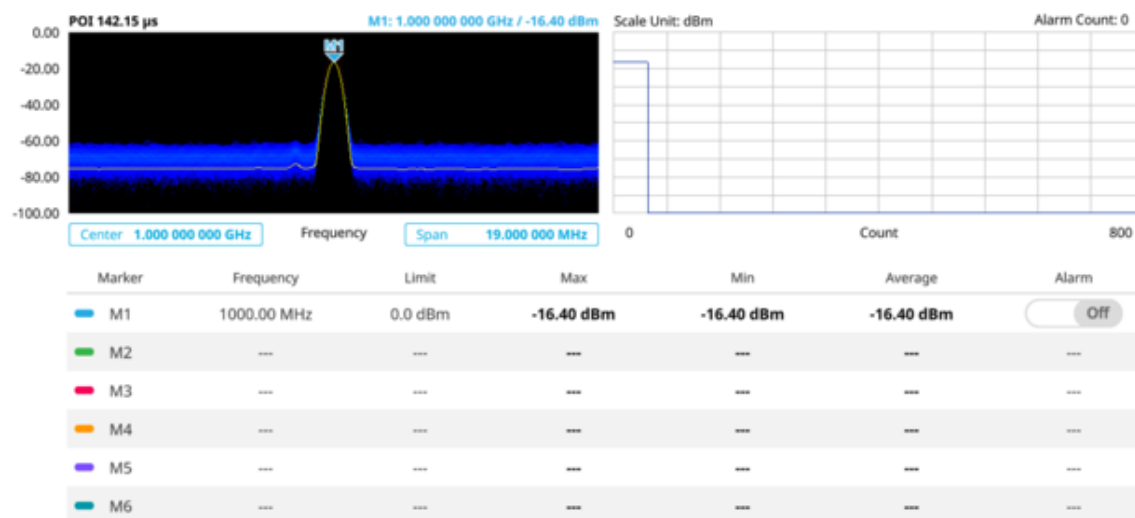 POI 142.15 µs M1: 1.000 000 000 GHz / -16.40 dBm Scale Unit: dBm Alarm Count: 0
0.00
M1
-20.00
-40.00
-60.00
-80.00
-100.00
Center 1.000 000 000 GHz Frequency Span 19.000 000 MHz 0 Count 800
Marker Frequency Limit Max Min Average Alarm
M1 1000.00 MHz 0.0 dBm -16.40 dBm -16.40 dBm -16.40 dBm Off
M2 --- --- --- --- --- ---
M3 --- --- --- --- --- ---
M4 --- --- --- --- --- ---
M5 --- --- --- --- --- ---
M6 --- --- --- --- --- ---